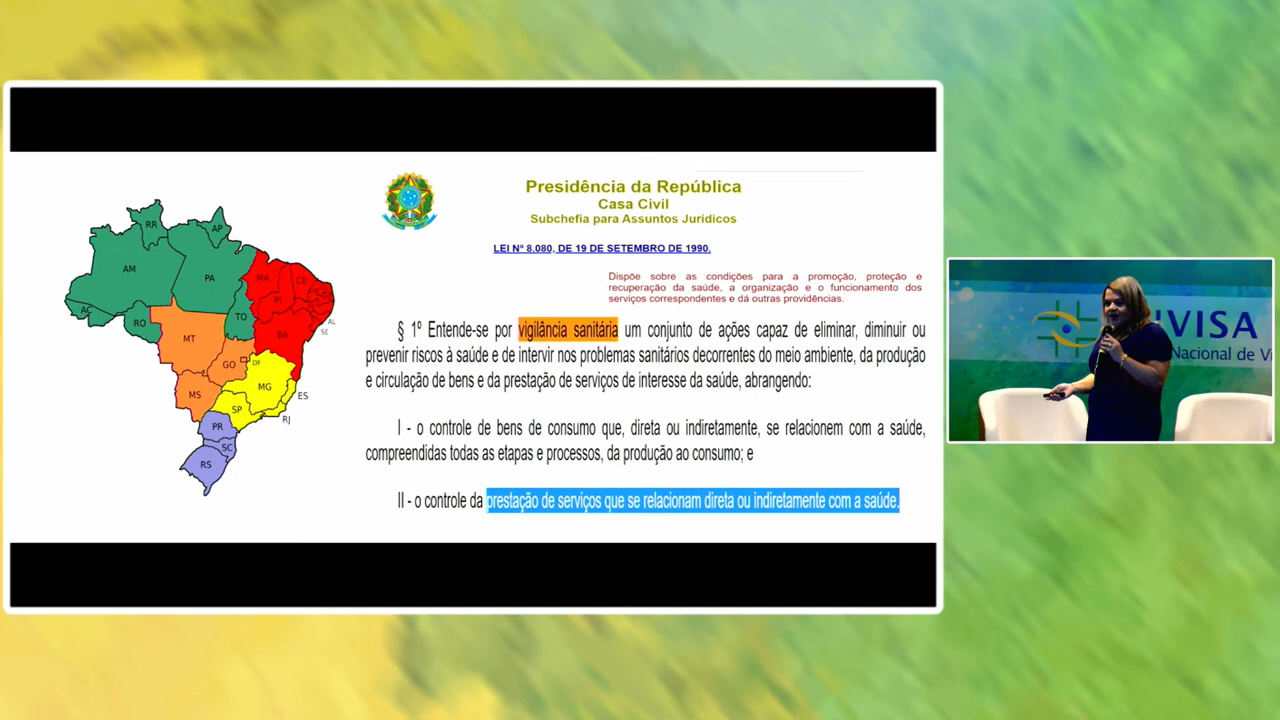 Presidência da República
Casa Civil
Subchefia para Assuntos Jurídicos
LEI Nº 8.080, DE 19 DE SETEMBRO DE 1990.
Dispõe sobre as condições para a promoção, proteção e
recuperação da saúde, a organização e o funcionamento dos
serviços correspondentes e dá outras providências.
§ 1º Entende-se por vigilância sanitária um conjunto de ações capaz de eliminar, diminuir ou
prevenir riscos à saúde e de intervir nos problemas sanitários decorrentes do meio ambiente, da produção
e circulação de bens e da prestação de serviços de interesse da saúde, abrangendo:
I - o controle de bens de consumo que, direta ou indiretamente, se relacionem com a saúde,
compreendidas todas as etapas e processos, da produção ao consumo; e
II - o controle da prestação de serviços que se relacionam direta ou indiretamente com a saúde.
RR
AP
AM
PA
MA
CE
PI
AC
RO
TO
AL
SE
BA
MT
GO
DF
MG
MS
ES
SP
RJ
PR
SC
RS
VISA
Nacional de Vi